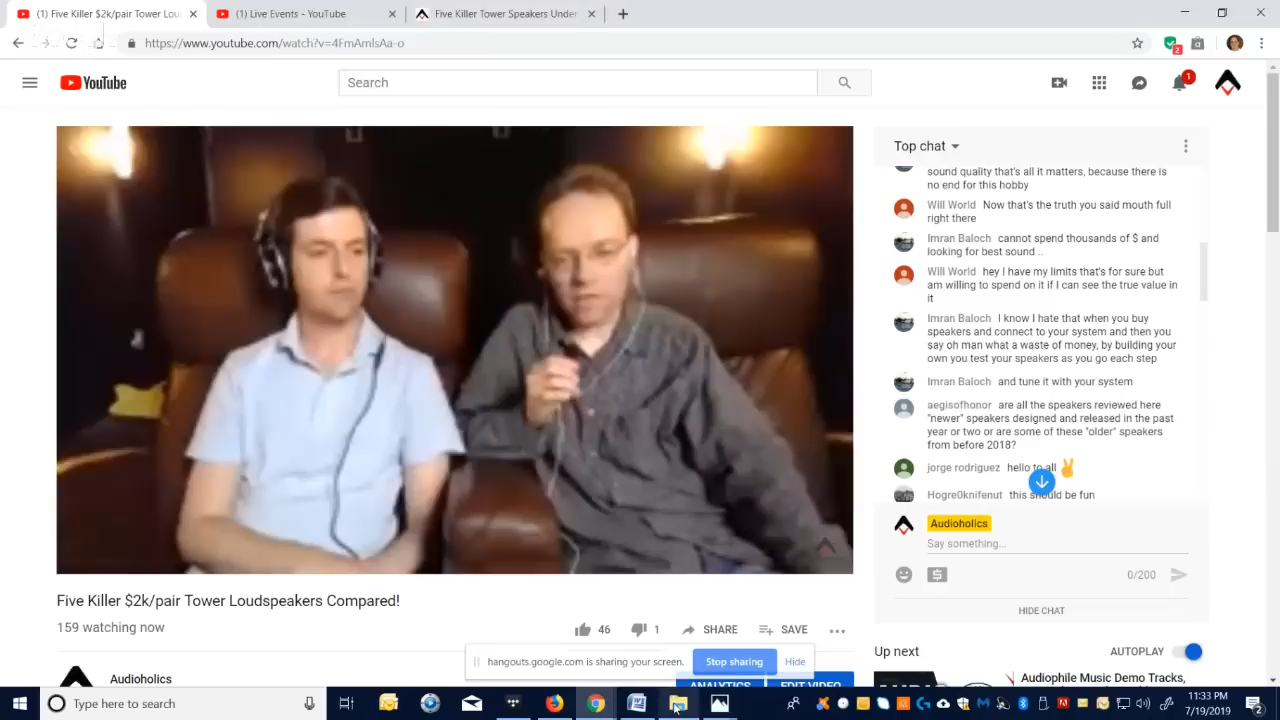 (1) Five Killer $2k/pair Tower Lou
(1) Live Events - YouTube
Five Killer Tower Speakers Under
https://www.youtube.com/watch?v=4FmAmlsAa-o
2
YouTube
Search
1
Top chat
sound quality that's all it matters, because there is
no end for this hobby
Will World Now that's the truth you said mouth full
right there
Imran Baloch cannot spend thousands of $ and
looking for best sound ..
Will World hey I have my limits that's for sure but
am willing to spend on it if I can see the true value in
it
Imran Baloch I know I hate that when you buy
speakers and connect to your system and then you
say oh man what a waste of money, by building your
own you test your speakers as you go each step
Imran Baloch and tune it with your system
aegisofhonor are all the speakers reviewed here
"newer" speakers designed and released in the past
year or two or are some of these "older" speakers
from before 2018?
jorge rodriguez hello to all
Hogre0knifenut this should be fun
Audioholics
Say something...
0/200
HIDE CHAT
Five Killer $2k/pair Tower Loudspeakers Compared!
159 watching now
46
1
SHARE
SAVE
hangouts.google.com is sharing your screen.
Stop sharing
Hide
Up next
AUTOPLAY
Audioholics
ANALYTICS
EDIT VIDEO
Audiophile Music Demo Tracks,
Type here to search
11:33 PM
7/19/2019
2